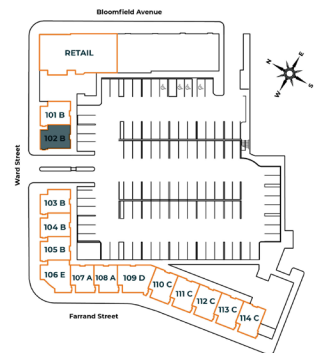 Bloomfield Avenue
RETAIL
N
E
W
S
101 B
102 B
Ward Street
103 B
104 B
105 B
106 E
107 A
108 A
109 D
110 C
111 C
112 C
113 C
114 C
Farrand Street